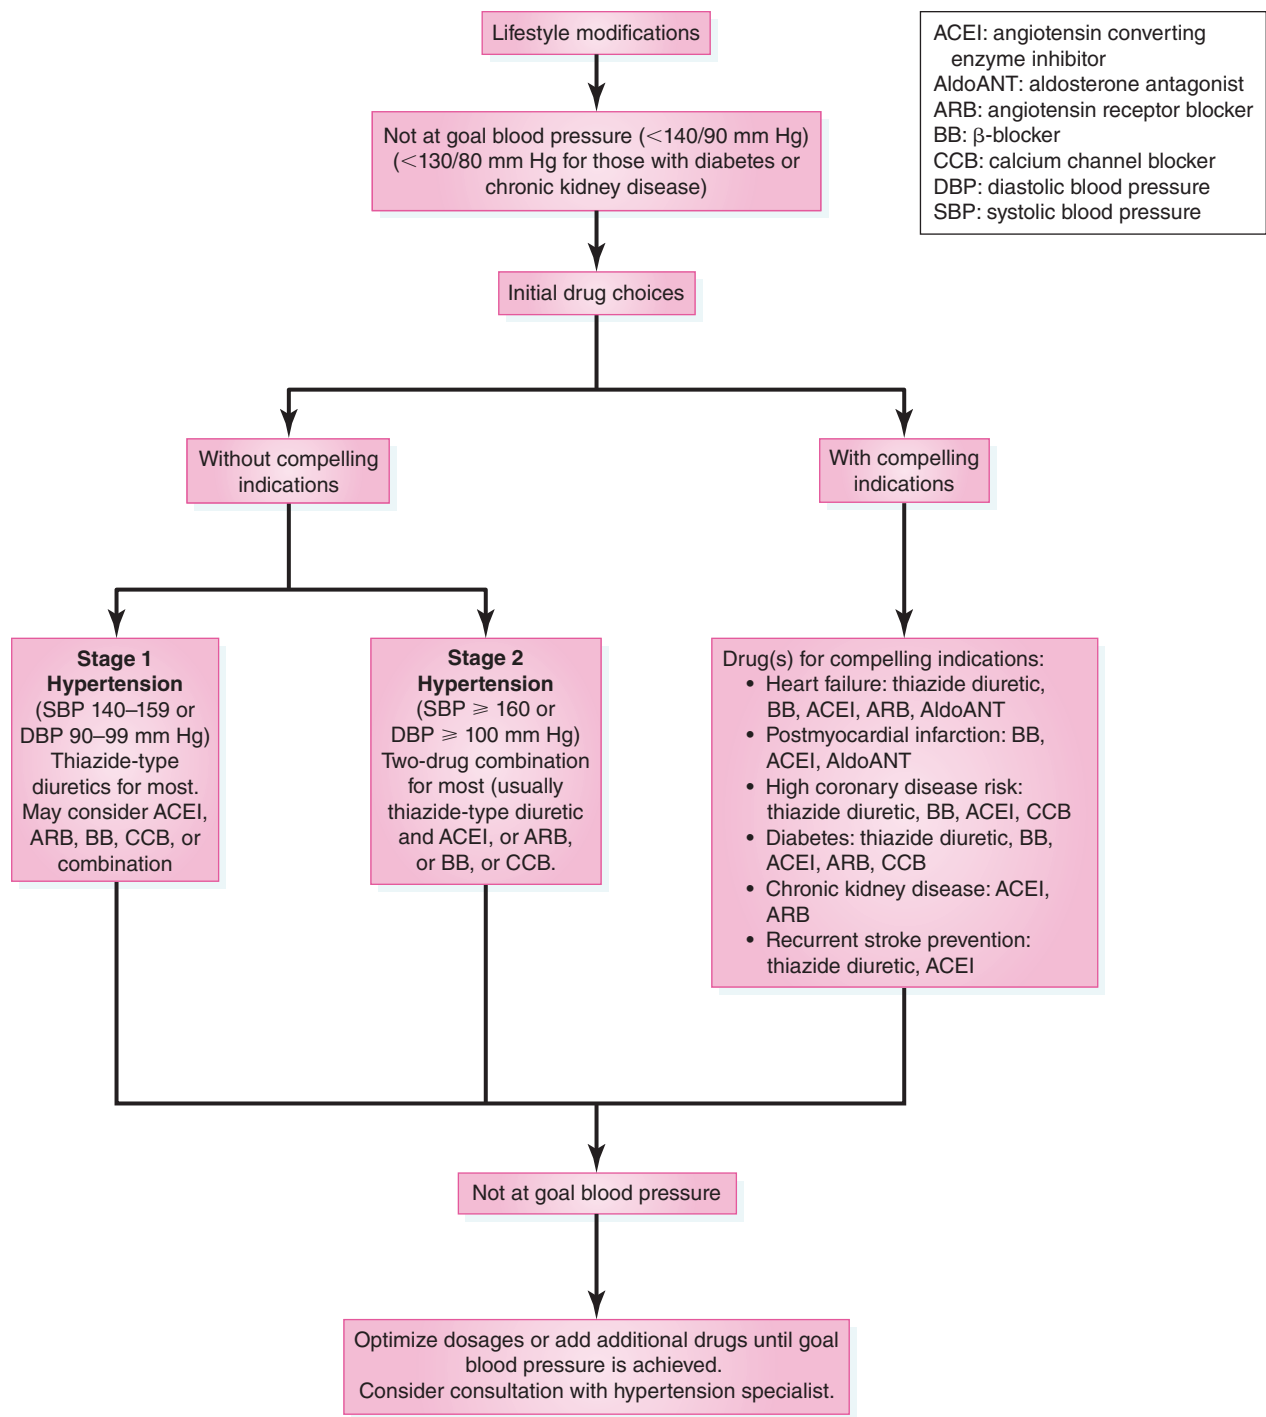 Lifestyle modifications
ACEI: angiotensin converting
enzyme inhibitor
AldoANT: aldosterone antagonist
ARB: angiotensin receptor blocker
BB: β-blocker
CCB: calcium channel blocker
DBP: diastolic blood pressure
SBP: systolic blood pressure
Not at goal blood pressure (<140/90 mm Hg)
(<130/80 mm Hg for those with diabetes or
chronic kidney disease)
Initial drug choices
Without compelling
indications
With compelling
indications
Stage 1
Hypertension
(SBP 140–159 or
DBP 90–99 mm Hg)
Thiazide-type
diuretics for most.
May consider ACEI,
ARB, BB, CCB, or
combination
Stage 2
Hypertension
(SBP ⩾ 160 or
DBP ⩾ 100 mm Hg)
Two-drug combination
for most (usually
thiazide-type diuretic
and ACEI, or ARB,
or BB, or CCB.
Drug(s) for compelling indications:
• Heart failure: thiazide diuretic,
BB, ACEI, ARB, AldoANT
• Postmyocardial infarction: BB,
ACEI, AldoANT
• High coronary disease risk:
thiazide diuretic, BB, ACEI, CCB
• Diabetes: thiazide diuretic, BB,
ACEI, ARB, CCB
• Chronic kidney disease: ACEI,
ARB
• Recurrent stroke prevention:
thiazide diuretic, ACEI
Not at goal blood pressure
Optimize dosages or add additional drugs until goal
blood pressure is achieved.
Consider consultation with hypertension specialist.